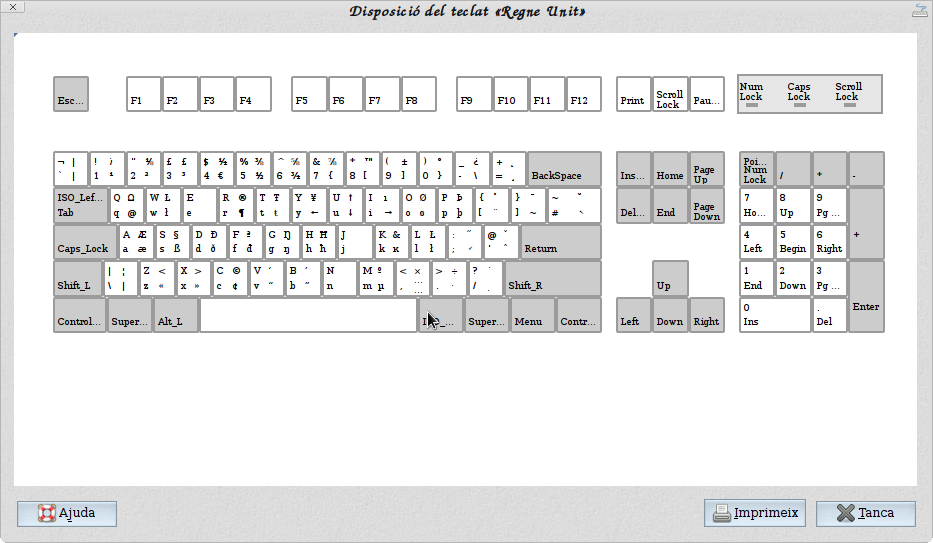 Disposició del teclat «Regne Unit»
Esc... F1 F2 F3 F4 F5 F6 F7 F8 F9 F10 F11 F12 Print Scroll Lock Pau... Num Lock Caps Lock Scroll Lock
¬ | ! " ⅛ £ £ $ ¼ % ⅜ ^ ⅝ & ⅞ * ™ ( ± ) ° _ ¿ +
` | 1 ¹ 2 ² 3 ³ 4 € 5 ½ 6 ¾ 7 { 8 [ 9 ] 0 } - \ = BackSpace Ins... Home Page Up Poi... Num Lock / + -
ISO_Lef... Q Ω W Ł E R ® T Ŧ Y ¥ U ↑ I ı O Ø P Þ { } ~
Tab q @ w ł e r ¶ t ŧ y ← u ↓ i → o ø p þ [ ¨ ] ~ # Del... End Page Down 7 Ho... 8 Up 9 Pg ...
A Æ S § D Ð F ª G Ŋ H Ħ J K & L Ł : @
Caps_Lock a æ s ß d ð f đ g ŋ h ħ j k ĸ l ł ; ' Return 4 Left 5 Begin 6 Right +
| ¦ Z < X > C © V B N M º < × > ÷ ?
Shift_L \ | z « x » c ¢ v b n m µ , . · / Shift_R Up 1 End 2 Down 3 Pg ...
Control... Super... Alt_L Super... Menu Contr... Left Down Right 0 Ins . Del Enter
Ajuda Imprimeix Tanca